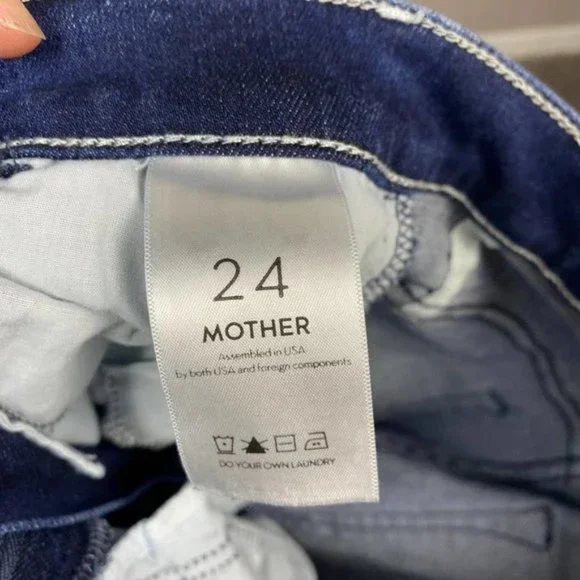 24
MOTHER
Assembled in USA
by both USA and foreign components
DO YOUR OWN LAUNDRY